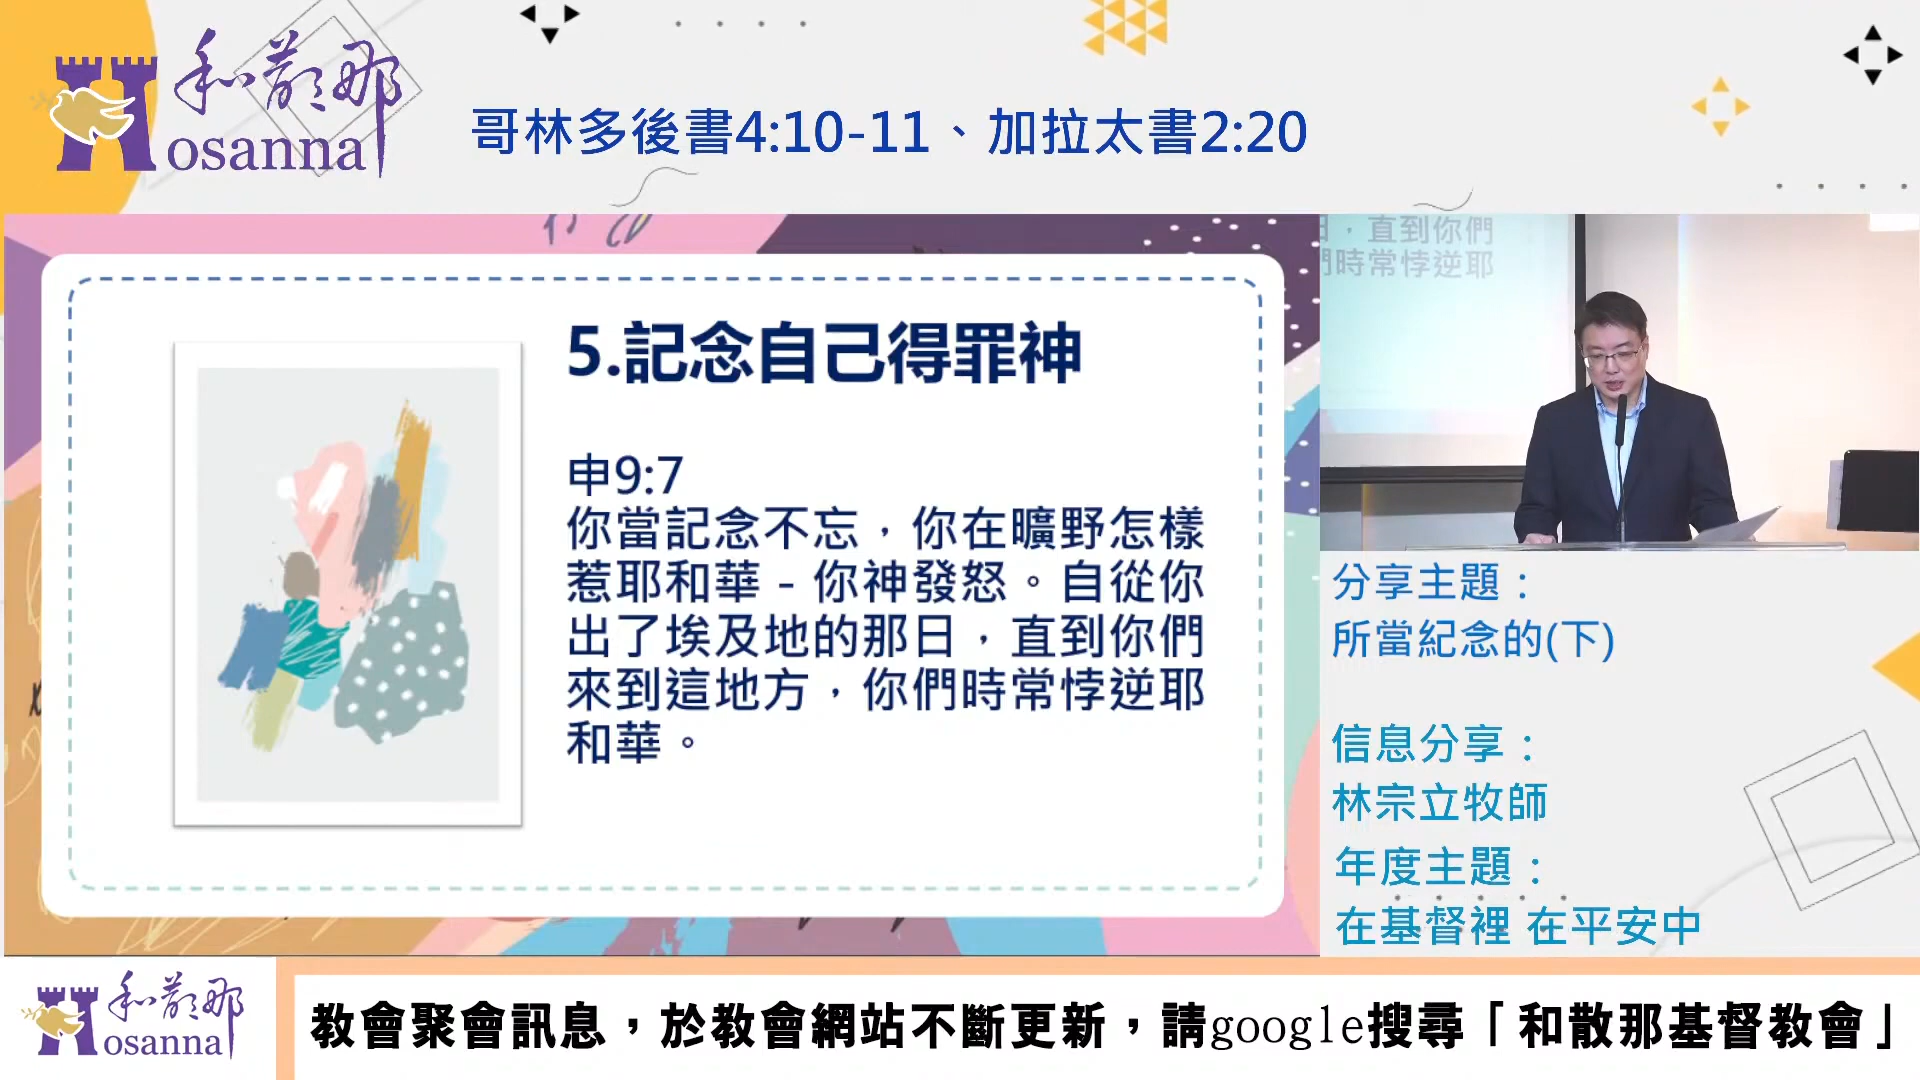 和散那
Hosanna
哥林多後書4:10-11、加拉太書2:20
5.記念自己得罪神
申9:7
你當記念不忘，你在曠野怎樣
惹耶和華－你神發怒。自從你
出了埃及地的那日，直到你們
來到這地方，你們時常悖逆耶
和華。
日，直到你們
們時常悖逆耶
分享主題：
所當紀念的(下)
信息分享：
林宗立牧師
年度主題：
在基督裡 在平安中
和散那
Hosanna
教會聚會訊息，於教會網站不斷更新，請google搜尋「和散那基督教會」